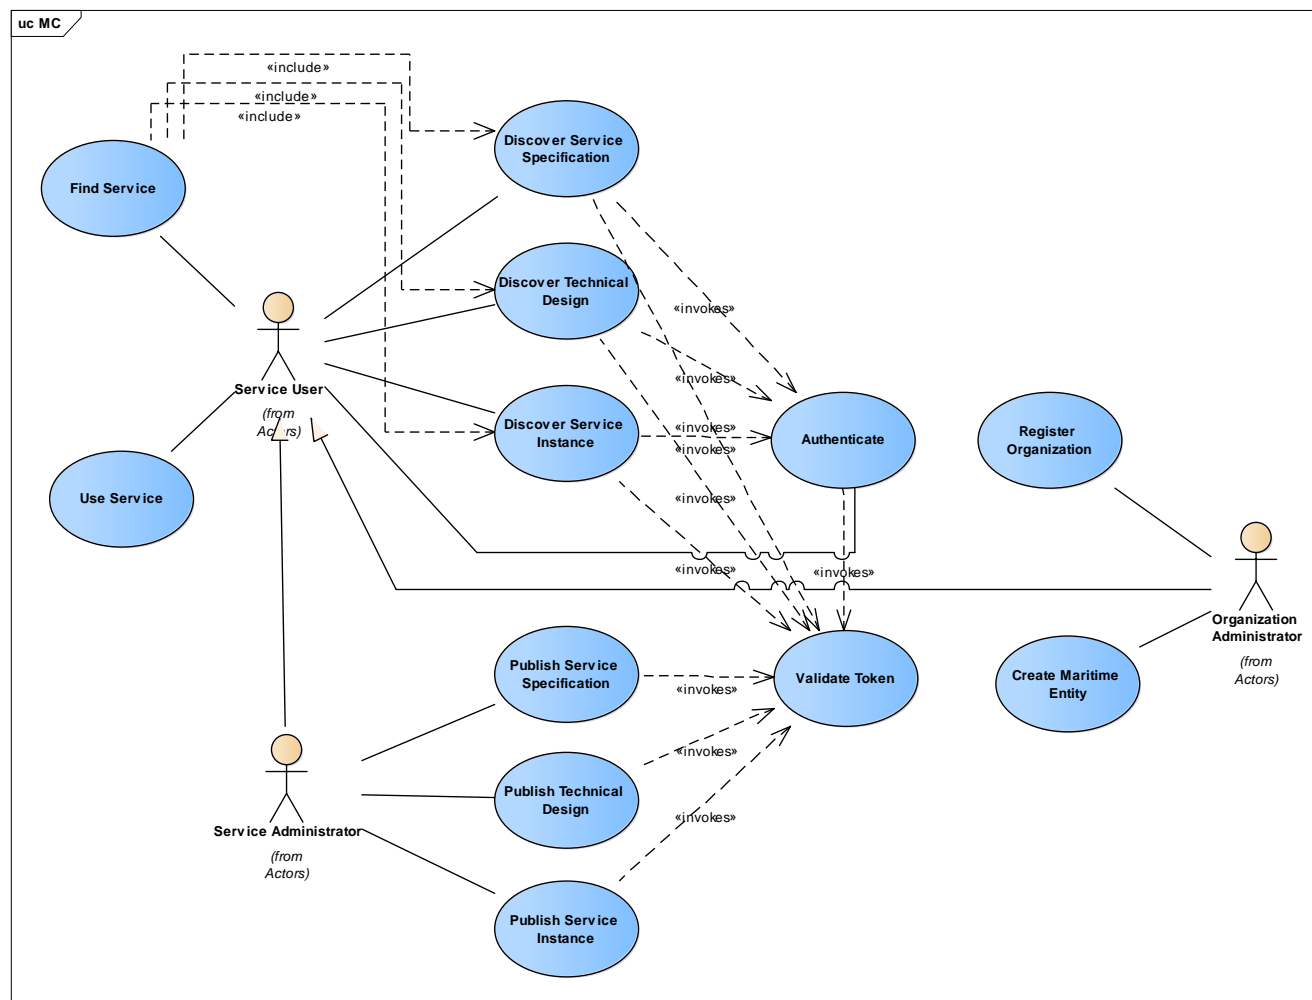 uc MC
«include»
«include»
«include»
Find Service
Discover Service
Specification
Discover Technical
Design
Discover Service
Instance
Service User
(from
Actors)
Use Service
«invokes»
«invokes»
«invokes»
«invokes»
«invokes»
«invokes»
«invokes»
Authenticate
Register
Organization
Organization
Administrator
(from
Actors)
Create Maritime
Entity
Validate Token
Publish Service
Specification
«invokes»
Publish Technical
Design
«invokes»
Publish Service
Instance
«invokes»
Service Administrator
(from
Actors)